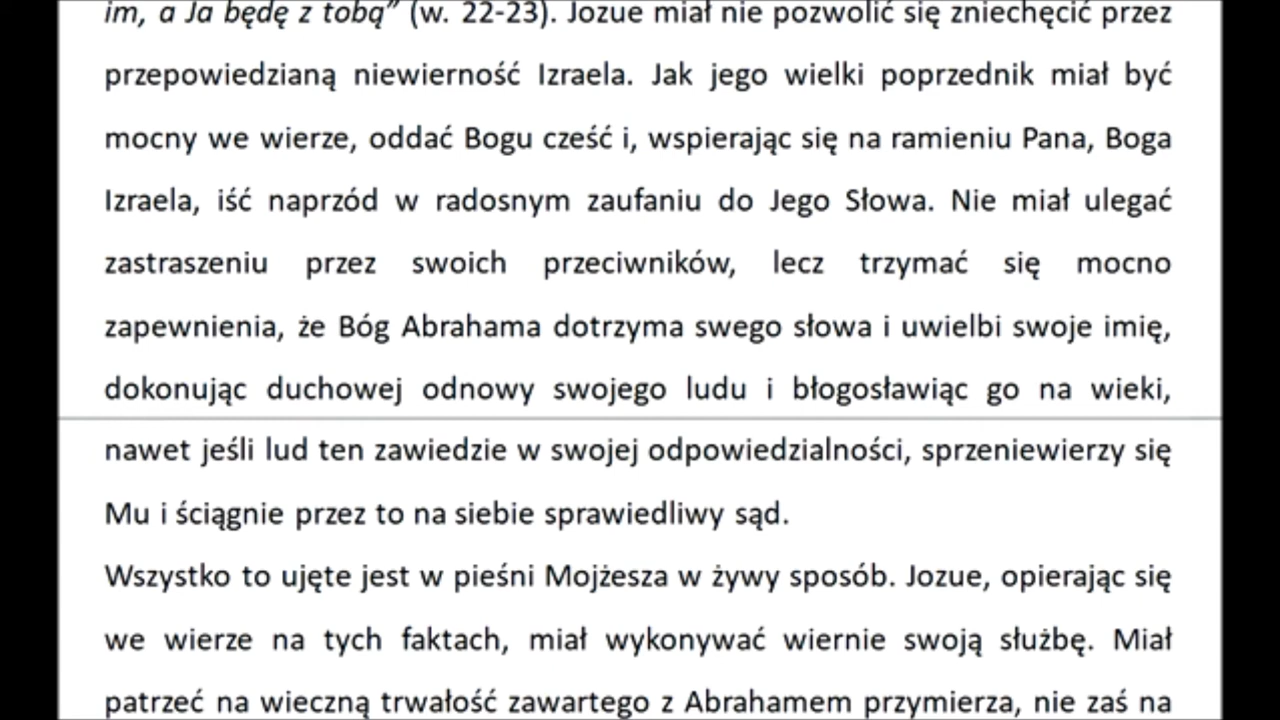 im, a Ja będę z tobą” (w. 22-23). Jozue miał nie pozwolić się zniechęcić przez
przepowiedzianą niewierność Izraela. Jak jego wielki poprzednik miał być
mocny we wierze, oddać Bogu cześć i, wspierając się na ramieniu Pana, Boga
Izraela, iść naprzód w radosnym zaufaniu do Jego Słowa. Nie miał ulegać
zastraszeniu przez swoich przeciwników, lecz trzymać się mocno
zapewnienia, że Bóg Abrahama dotrzyma swego słowa i uwielbi swoje imię,
dokonując duchowej odnowy swojego ludu i błogosławiąc go na wieki,
nawet jeśli lud ten zawiedzie w swojej odpowiedzialności, sprzeniewierzy się
Mu i ściągnie przez to na siebie sprawiedliwy sąd.
Wszystko to ujęte jest w pieśni Mojżesza w żywy sposób. Jozue, opierając się
we wierze na tych faktach, miał wykonywać wiernie swoją służbę. Miał
patrzeć na wieczną trwałość zawartego z Abrahamem przymierza, nie zaś na